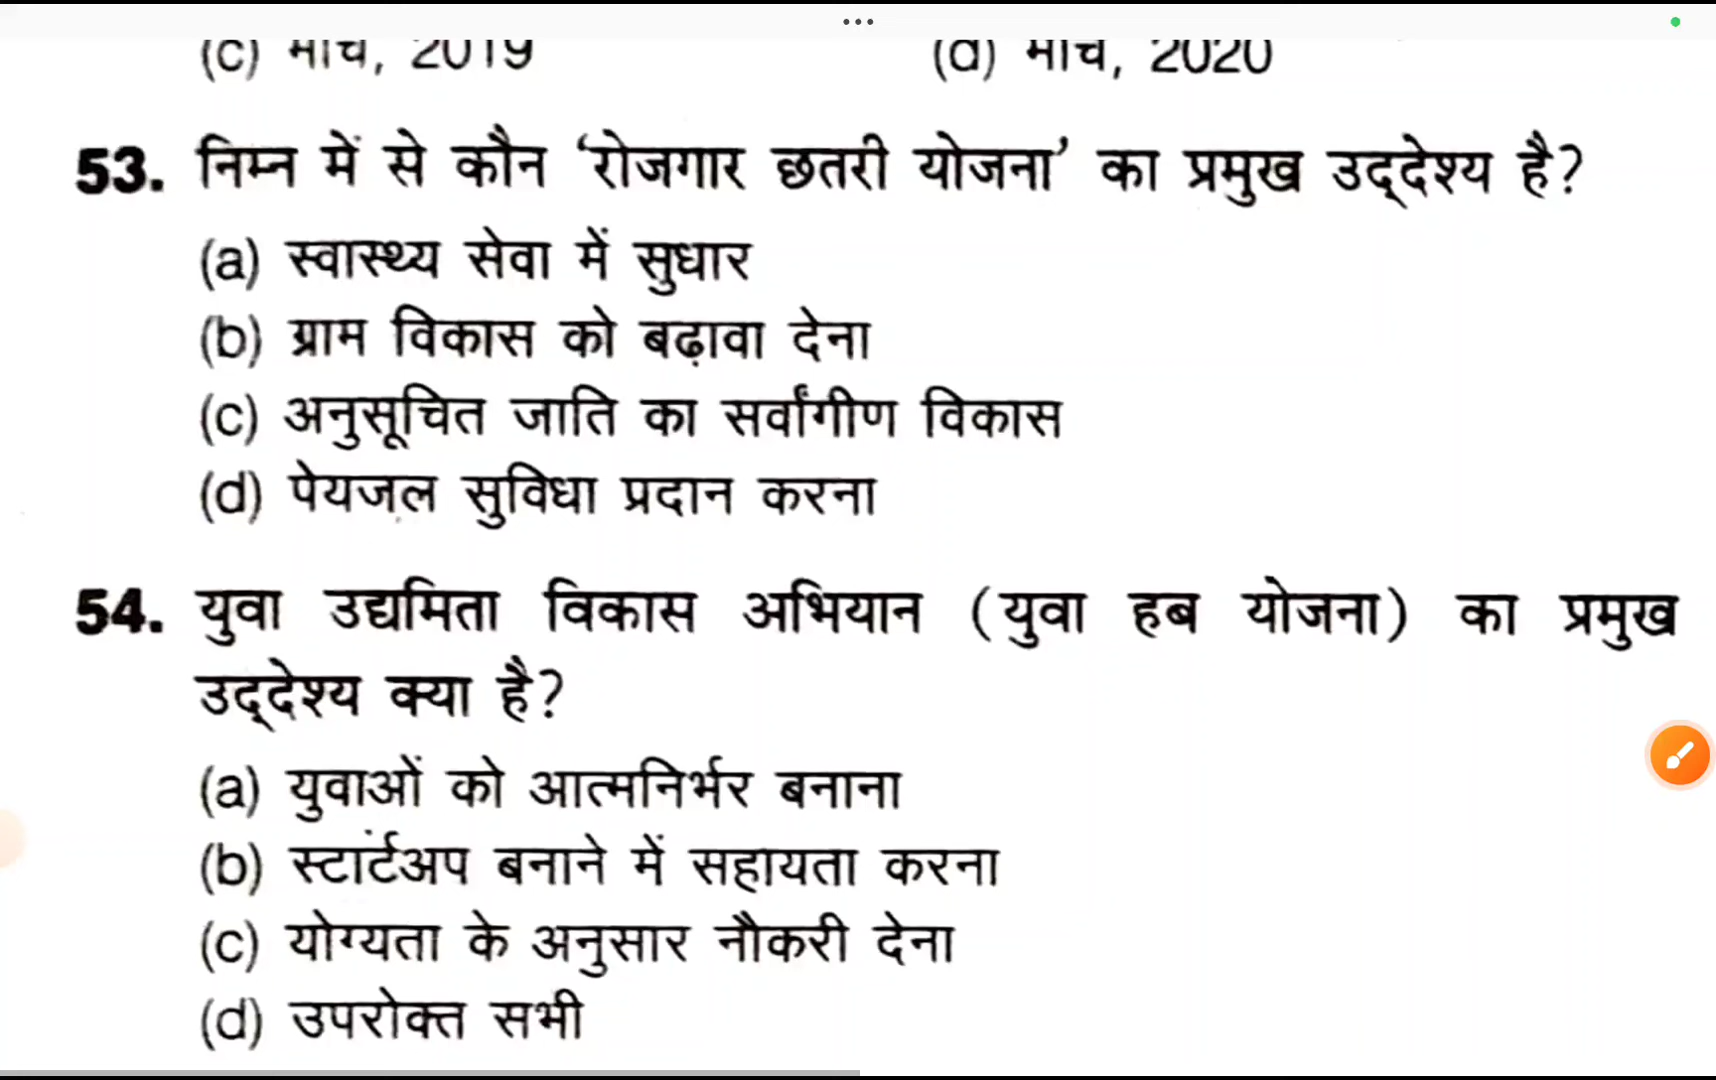 (c) मार्च, 2019 (d) मार्च, 2020
53. निम्न में से कौन ‘रोजगार छतरी योजना’ का प्रमुख उद्देश्य है?
(a) स्वास्थ्य सेवा में सुधार
(b) ग्राम विकास को बढ़ावा देना
(c) अनुसूचित जाति का सर्वांगीण विकास
(d) पेयजल सुविधा प्रदान करना
54. युवा उद्यमिता विकास अभियान (युवा हब योजना) का प्रमुख
उद्देश्य क्या है?
(a) युवाओं को आत्मनिर्भर बनाना
(b) स्टार्टअप बनाने में सहायता करना
(c) योग्यता के अनुसार नौकरी देना
(d) उपरोक्त सभी